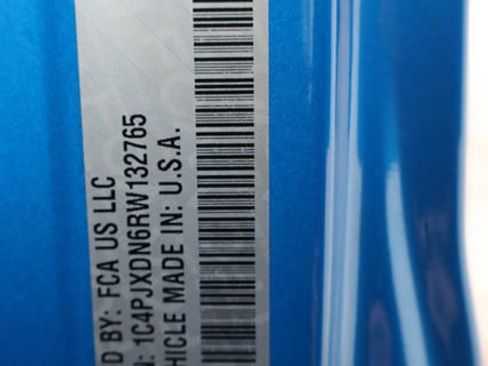 D BY: FCA US LLC
N: 1C4PJXDN6RW132765
HICLE MADE IN: U.S.A.